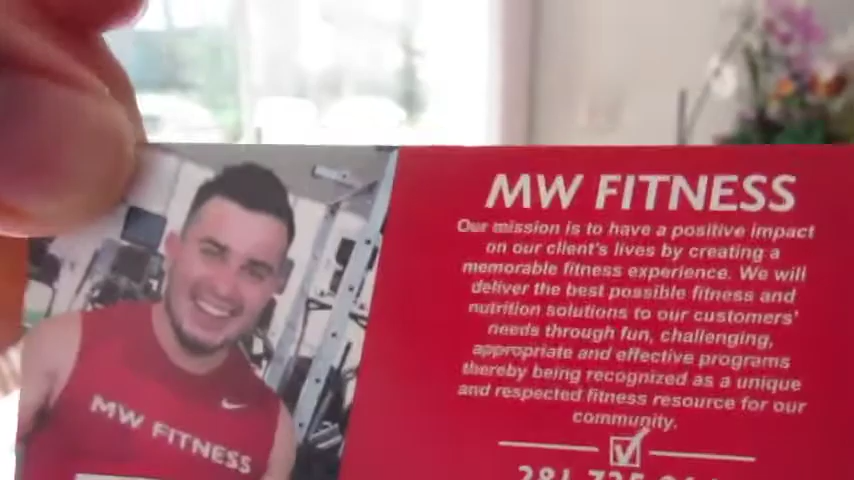 MW FITNESS
Our mission is to have a positive impact
on our client's lives by creating a
memorable fitness experience. We will
deliver the best possible fitness and
nutrition solutions to our customers'
needs through fun, challenging,
appropriate and effective programs
thereby being recognized as a unique
and respected fitness resource for our
community.
MW FITNESS